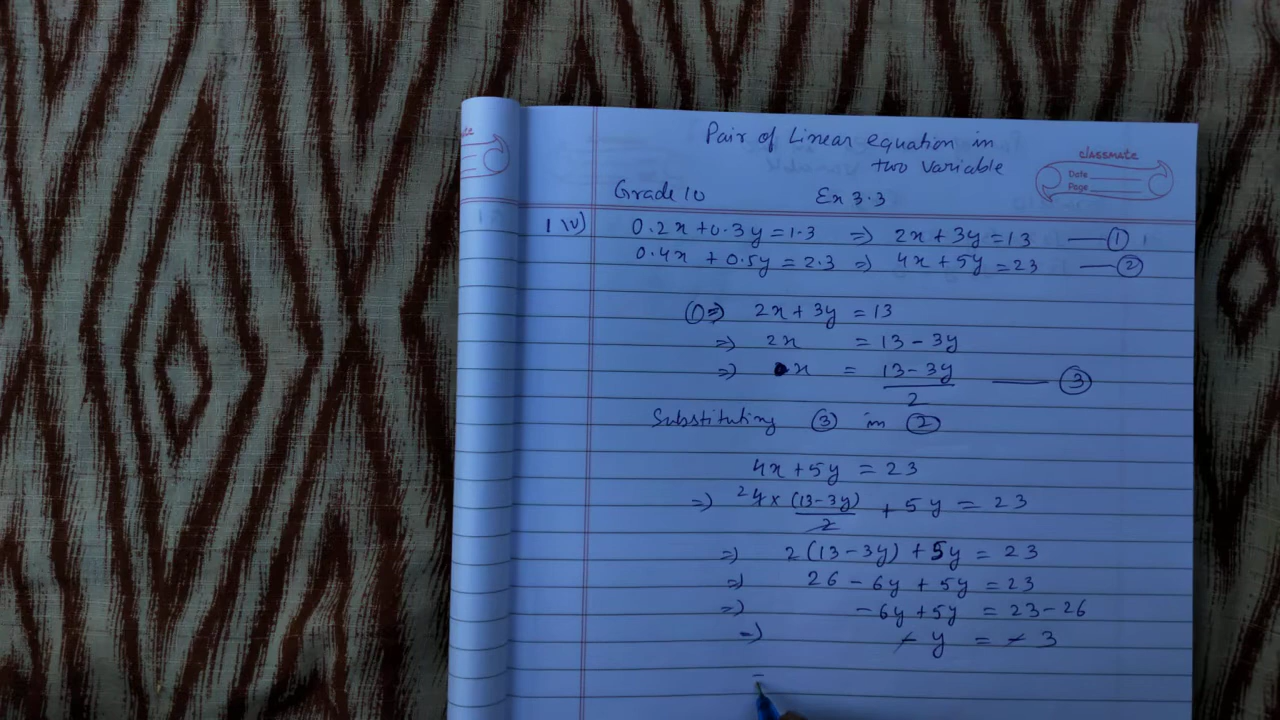 Pair of Linear equation in
two Variable
classmate
Date
Page
Grade 10 Ex 3.3
1 iv) 0.2x + 0.3y = 1.3 => 2x + 3y = 13 —— ①
0.4x + 0.5y = 2.3 => 4x + 5y = 23 —— ②
① => 2x + 3y = 13
=> 2x = 13 - 3y
=> x = (13 - 3y)/2 —— ③
Substituting ③ in ②
4x + 5y = 23
=> 2 4 × (13-3y)/2 + 5y = 23
=> 2(13 - 3y) + 5y = 23
=> 26 - 6y + 5y = 23
=> - 6y + 5y = 23 - 26
=> - y = - 3